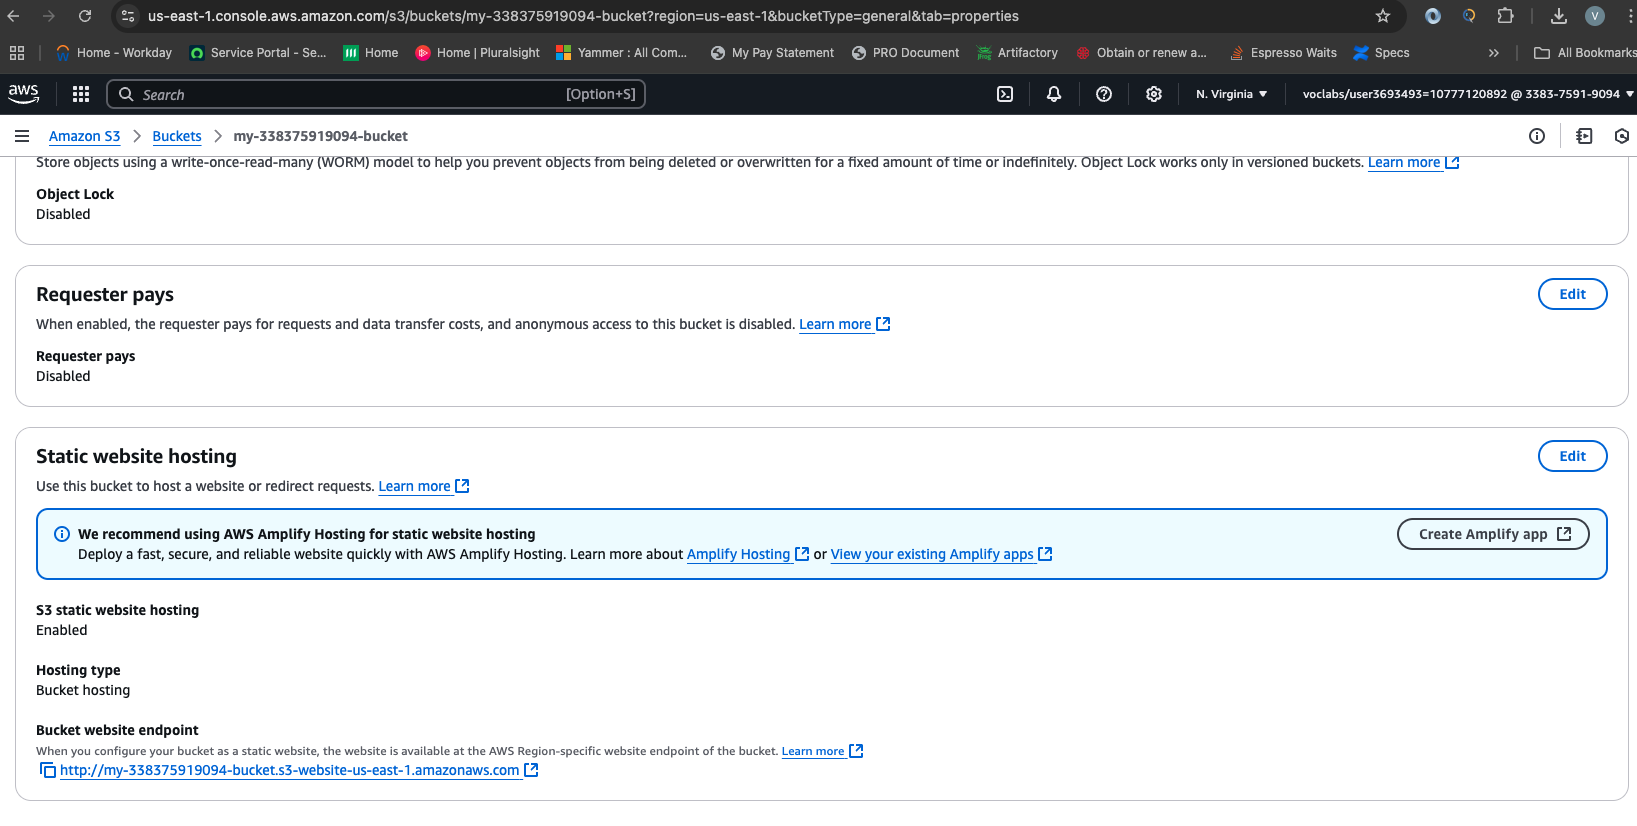 us-east-1.console.aws.amazon.com/s3/buckets/my-338375919094-bucket?region=us-east-1&bucketType=general&tab=properties
V
Home - Workday
Service Portal - Se...
Home
Home | Pluralsight
Yammer : All Com...
My Pay Statement
PRO Document
Artifactory
Obtain or renew a...
Espresso Waits
Specs
»
All Bookmarks
aws
Search
[Option+S]
N. Virginia
voclabs/user3693493=10777120892 @ 3383-7591-9094
Amazon S3
Buckets
my-338375919094-bucket
Store objects using a write-once-read-many (WORM) model to help you prevent objects from being deleted or overwritten for a fixed amount of time or indefinitely. Object Lock works only in versioned buckets. Learn more
Object Lock
Disabled
Requester pays
Edit
When enabled, the requester pays for requests and data transfer costs, and anonymous access to this bucket is disabled. Learn more
Requester pays
Disabled
Static website hosting
Edit
Use this bucket to host a website or redirect requests. Learn more
We recommend using AWS Amplify Hosting for static website hosting
Deploy a fast, secure, and reliable website quickly with AWS Amplify Hosting. Learn more about Amplify Hosting or View your existing Amplify apps
Create Amplify app
S3 static website hosting
Enabled
Hosting type
Bucket hosting
Bucket website endpoint
When you configure your bucket as a static website, the website is available at the AWS Region-specific website endpoint of the bucket. Learn more
http://my-338375919094-bucket.s3-website-us-east-1.amazonaws.com